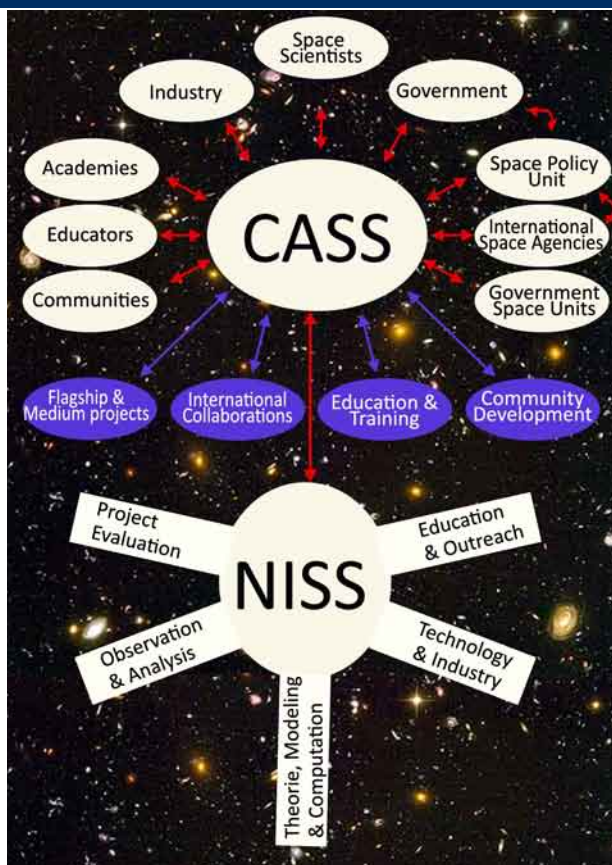 Space
Scientists
Industry
Government
Academies
Space Policy
Unit
Educators
CASS
International
Space Agencies
Communities
Government
Space Units
Flagship &
Medium projects
International
Collaborations
Education &
Training
Community
Development
Project
Evaluation
Education
& Outreach
NISS
Observation
& Analysis
Technology
& Industry
Theorie, Modeling
& Computation